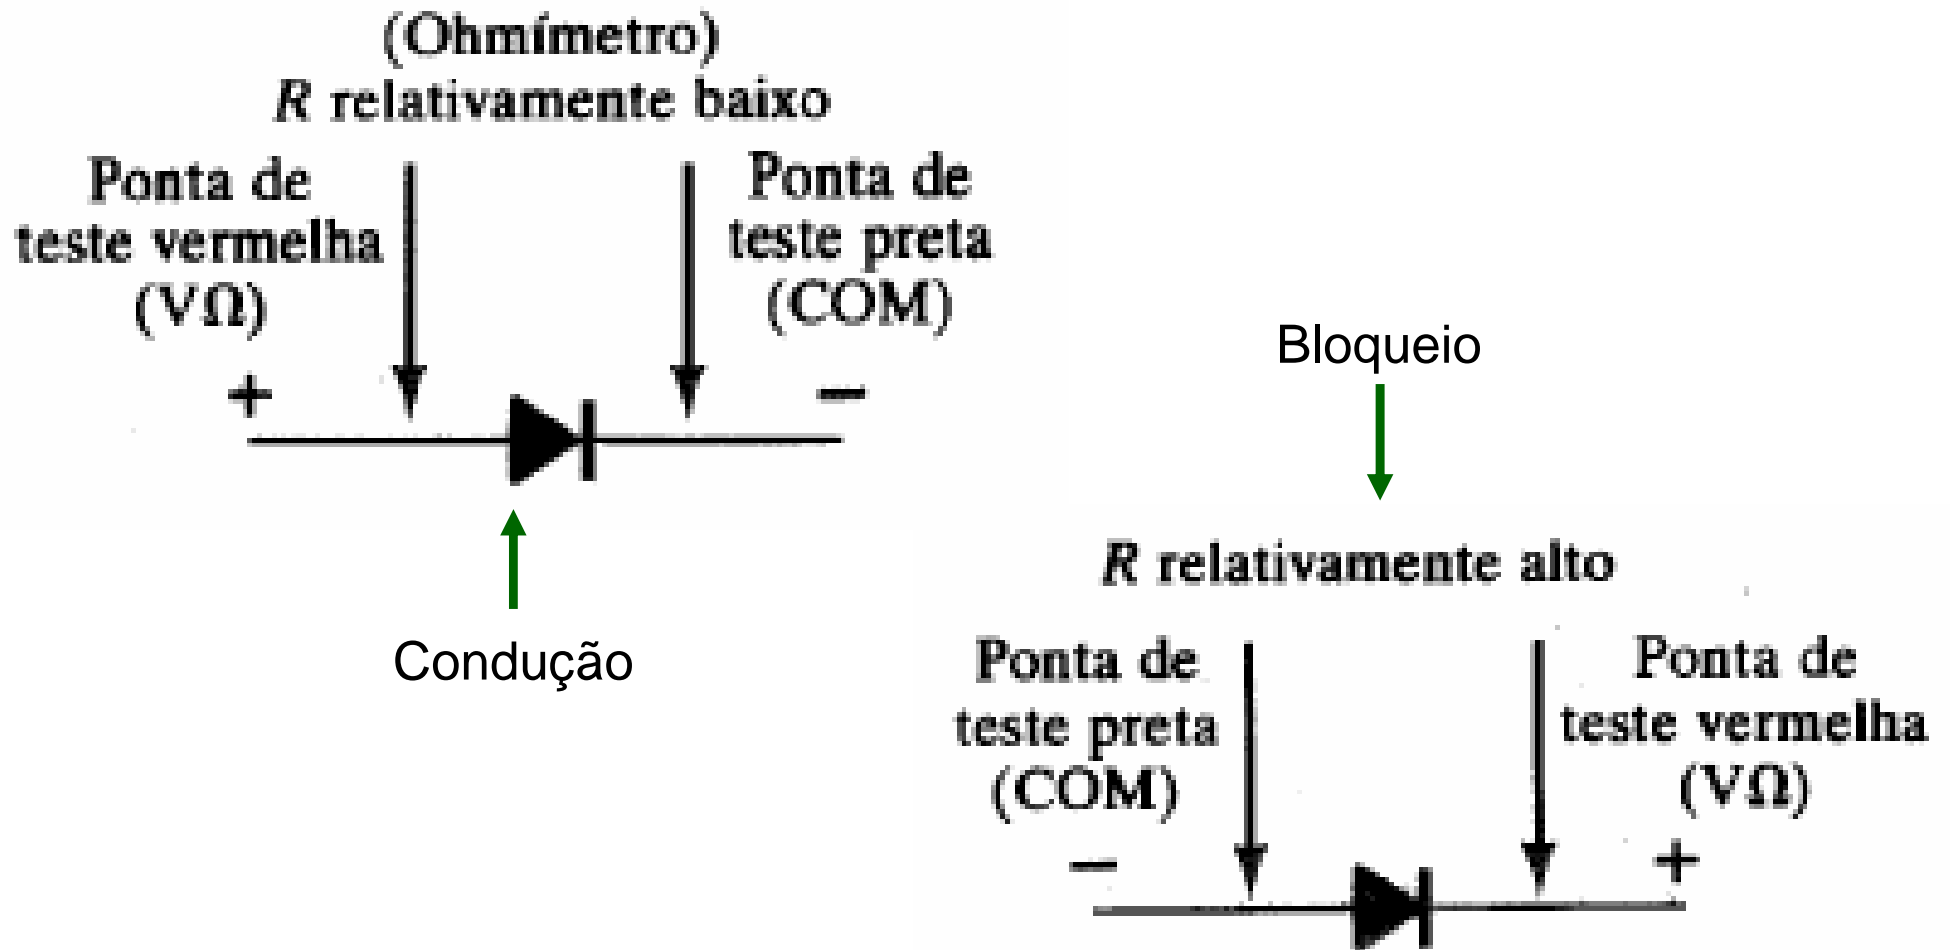 (Ohmímetro)
R relativamente baixo
Ponta de
teste vermelha
(VΩ)
Ponta de
teste preta
(COM)
+
−
Condução
Bloqueio
R relativamente alto
Ponta de
teste preta
(COM)
Ponta de
teste vermelha
(VΩ)
−
+